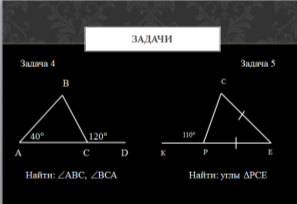 ЗАДАЧИ
Задача 4
Задача 5
B
40°
120°
A
C
D
C
110°
K
P
E
Найти: ∠ABC, ∠BCA
Найти: углы ΔPCE